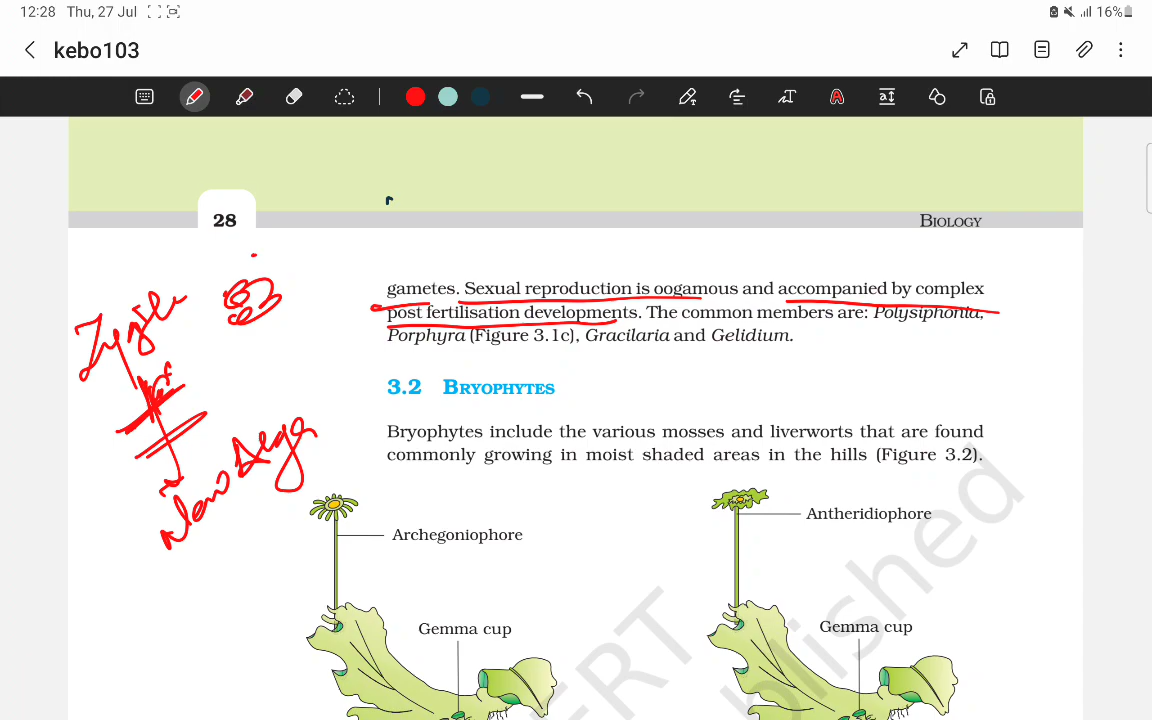 12:28 Thu, 27 Jul 16%
kebo103
28
BIOLOGY
gametes. Sexual reproduction is oogamous and accompanied by complex
post fertilisation developments. The common members are: Polysiphonia,
Porphyra (Figure 3.1c), Gracilaria and Gelidium.
3.2 BRYOPHYTES
Bryophytes include the various mosses and liverworts that are found
commonly growing in moist shaded areas in the hills (Figure 3.2).
Archegoniophore
Antheridiophore
Gemma cup
Gemma cup
blished